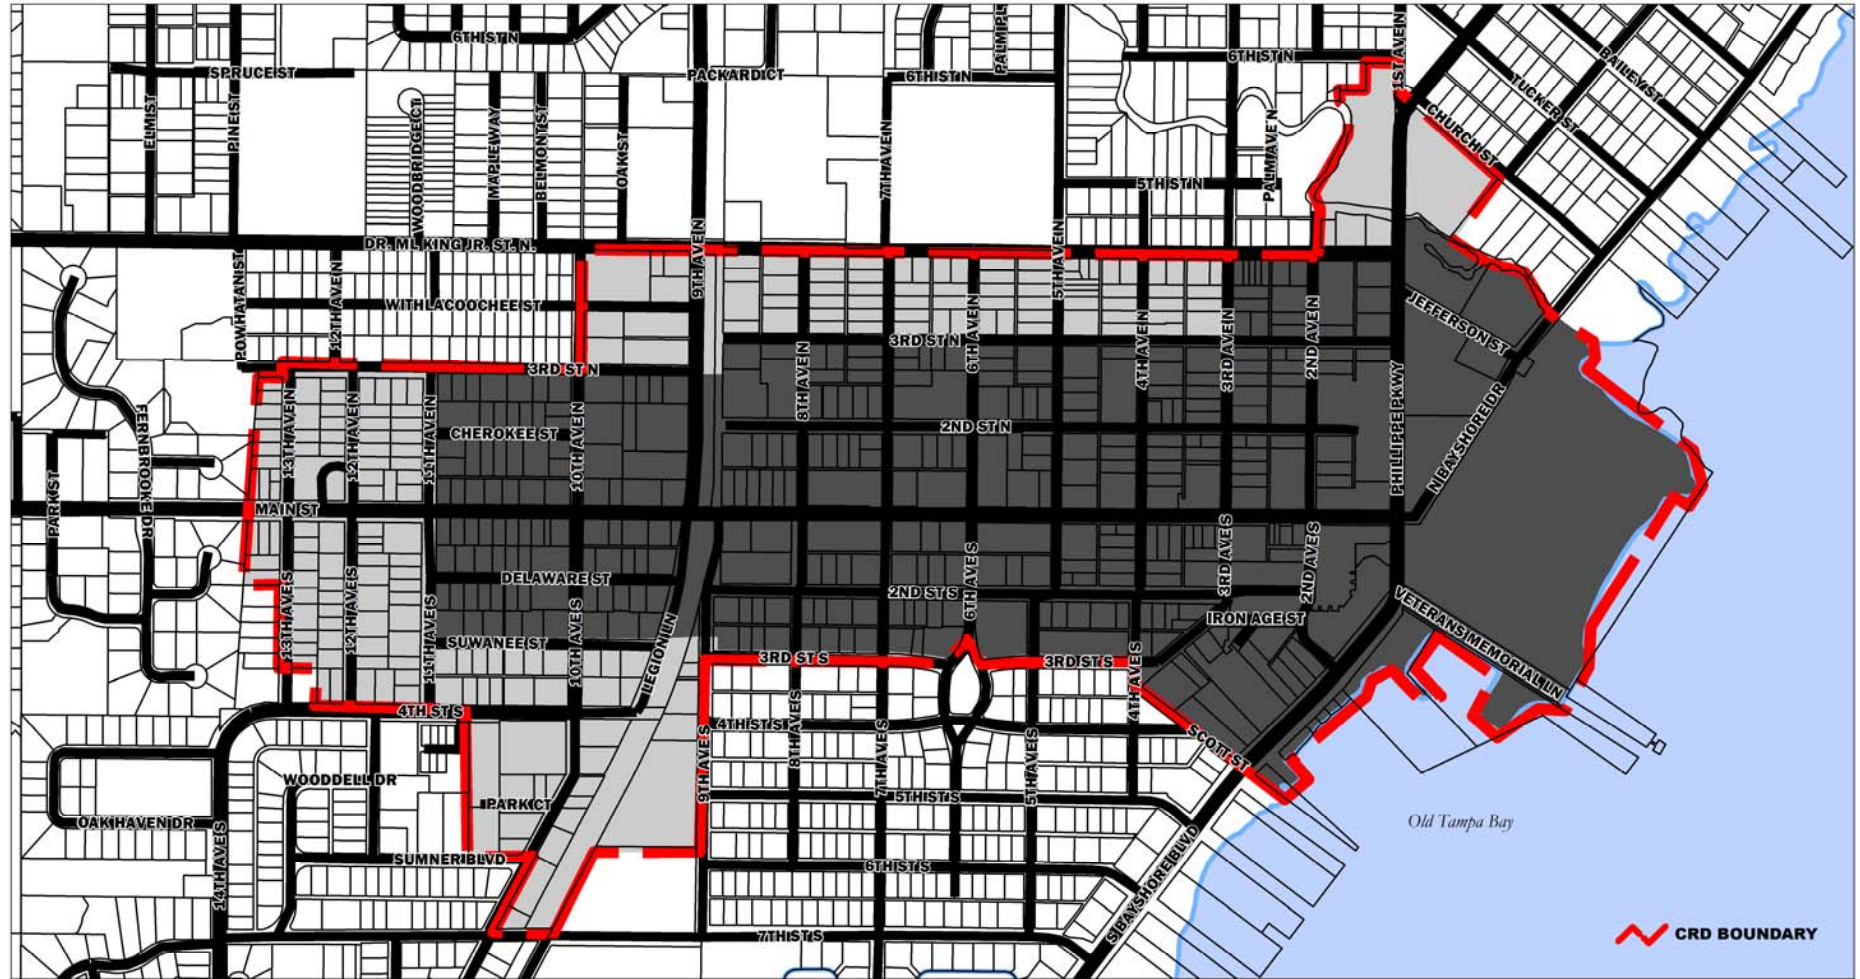 6TH ST N
SPRUCE ST
PACKARD CT
6TH ST N
PALM PL
6TH ST N
1ST AVE N
BAILEY ST
TUCKER ST
CHURCH ST
ELM ST
PINE ST
WOODBRIDGE CT
MAPLEWAY
BELMONT ST
OAK ST
7TH AVE N
PALM AVE N
5TH ST N
DR. ML KING JR. ST. N.
9TH AVE N
5TH AVE N
POWHATAN ST
12TH AVE N
WITHLACOOCHEE ST
6TH AVE N
4TH AVE N
3RD AVE N
2ND AVE N
JEFFERSON ST
3RD ST N
3RD ST N
8TH AVE N
PHILLIPPE PKWY
N BAYSHORE DR
FERNBROOKE DR
13TH AVE N
12TH AVE N
11TH AVE N
CHEROKEE ST
10TH AVE N
2ND ST N
PARK ST
MAIN ST
DELAWARE ST
2ND ST S
6TH AVE S
3RD AVE S
2ND AVE S
IRON AGE ST
VETERANS MEMORIAL LN
13TH AVE S
12TH AVE S
11TH AVE S
SUWANEE ST
10TH AVE S
LEGION LN
3RD ST S
3RD ST S
4TH AVE S
4TH ST S
4TH ST S
9TH AVE S
8TH AVE S
7TH AVE S
5TH AVE S
SCOTT ST
WOODDELL DR
PARK CT
5TH ST S
OAK HAVEN DR
14TH AVE S
SUMNER BLVD
6TH ST S
S BAYSHORE BLVD
7TH ST S
Old Tampa Bay
CRD BOUNDARY